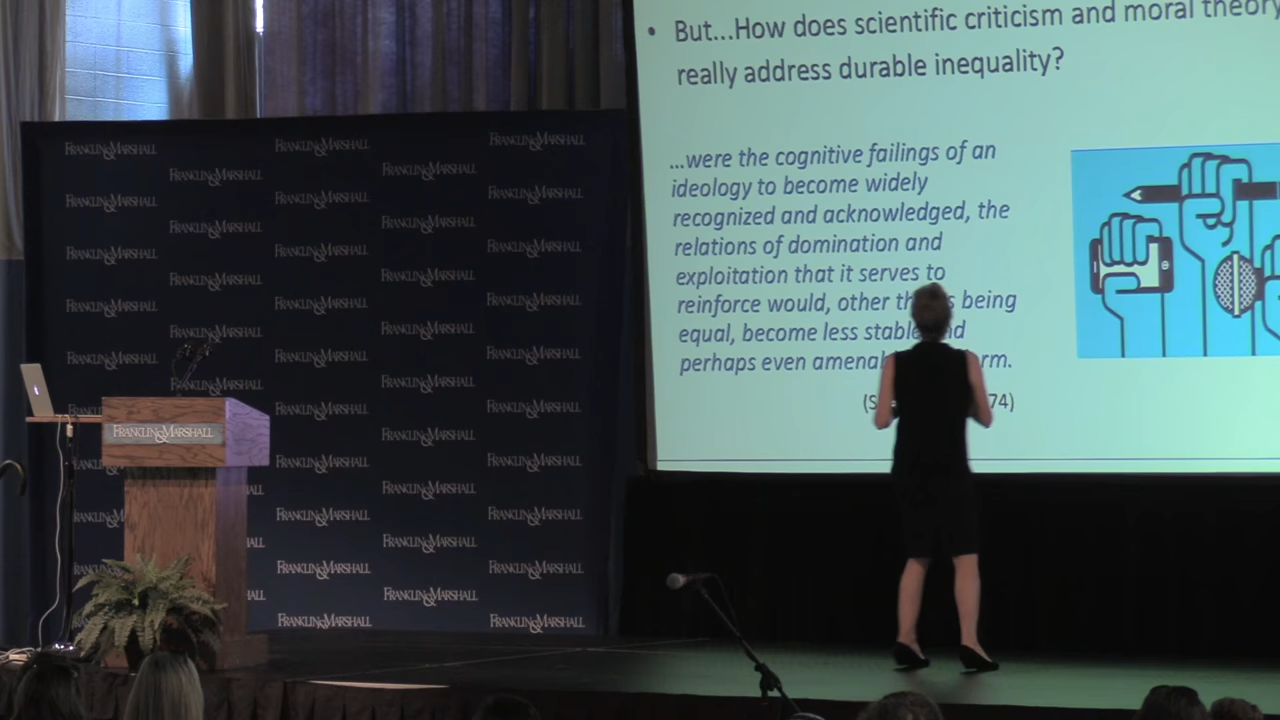 • But...How does scientific criticism and moral theory
really address durable inequality?
...were the cognitive failings of an
ideology to become widely
recognized and acknowledged, the
relations of domination and
exploitation that it serves to
reinforce would, other being
equal, become less stable
perhaps even
74)
FRANKLIN & MARSHALL
FRANKLIN & MARSHALL